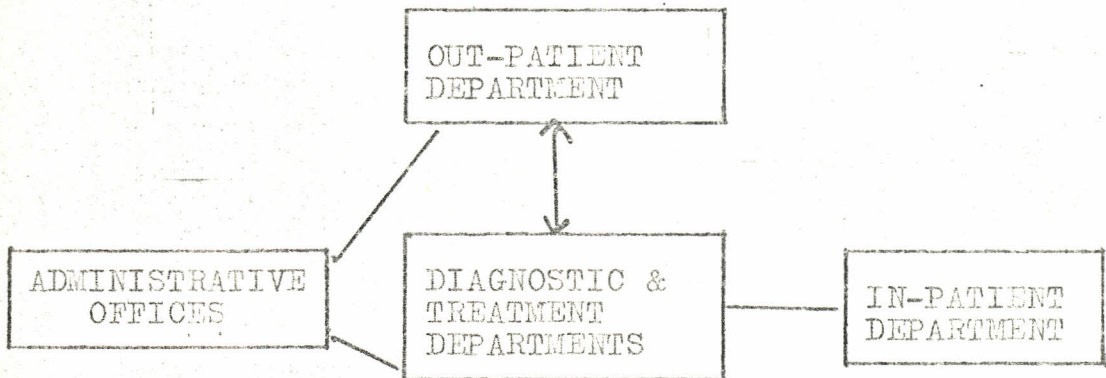 OUT-PATIENT
DEPARTMENT
ADMINISTRATIVE
OFFICES
DIAGNOSTIC &
TREATMENT
DEPARTMENTS
IN-PATIENT
DEPARTMENT